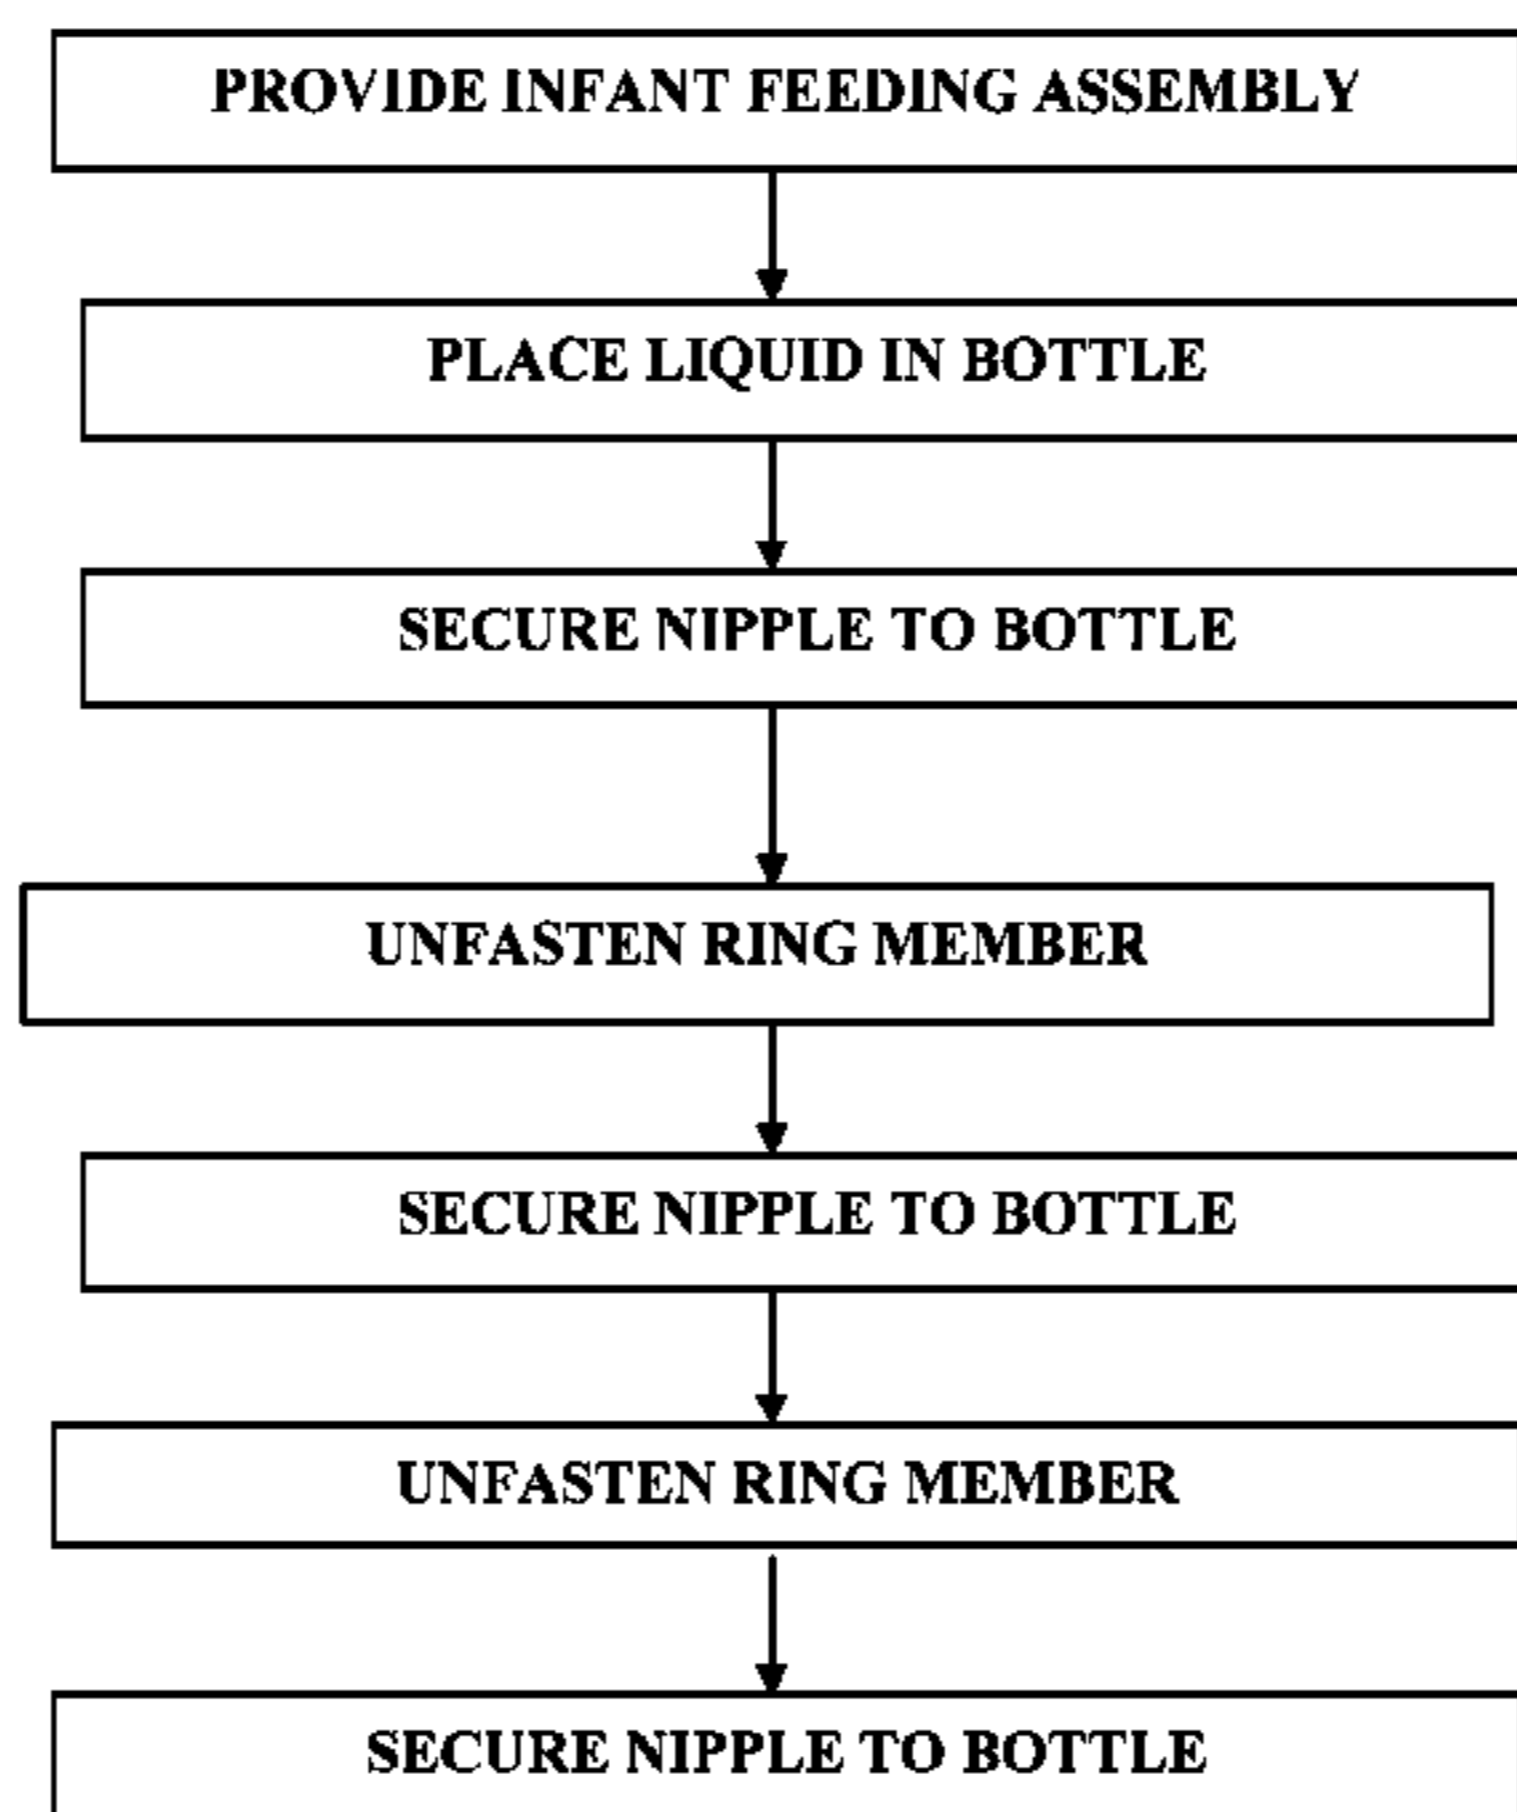 PROVIDE INFANT FEEDING ASSEMBLY
PLACE LIQUID IN BOTTLE
SECURE NIPPLE TO BOTTLE
UNFASTEN RING MEMBER
SECURE NIPPLE TO BOTTLE
UNFASTEN RING MEMBER
SECURE NIPPLE TO BOTTLE